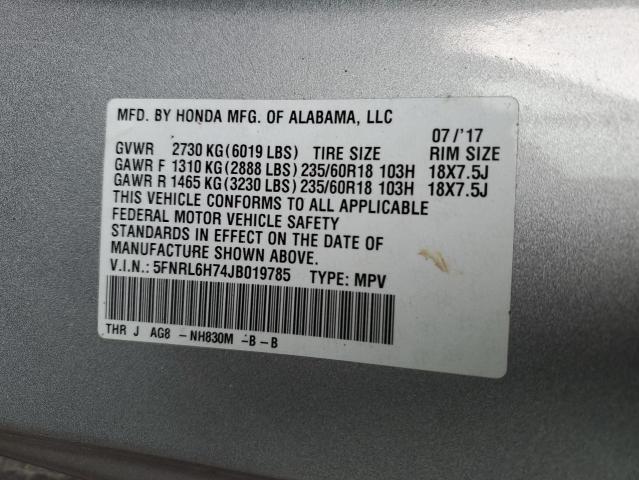 MFD. BY HONDA MFG. OF ALABAMA, LLC
07/'17
GVWR 2730 KG(6019 LBS) TIRE SIZE RIM SIZE
GAWR F 1310 KG(2888 LBS) 235/60R18 103H 18X7.5J
GAWR R 1465 KG(3230 LBS) 235/60R18 103H 18X7.5J
THIS VEHICLE CONFORMS TO ALL APPLICABLE
FEDERAL MOTOR VEHICLE SAFETY
STANDARDS IN EFFECT ON THE DATE OF
MANUFACTURE SHOWN ABOVE.
V.I.N.: 5FNRL6H74JB019785 TYPE: MPV
THR J AG8 -NH830M -B-B